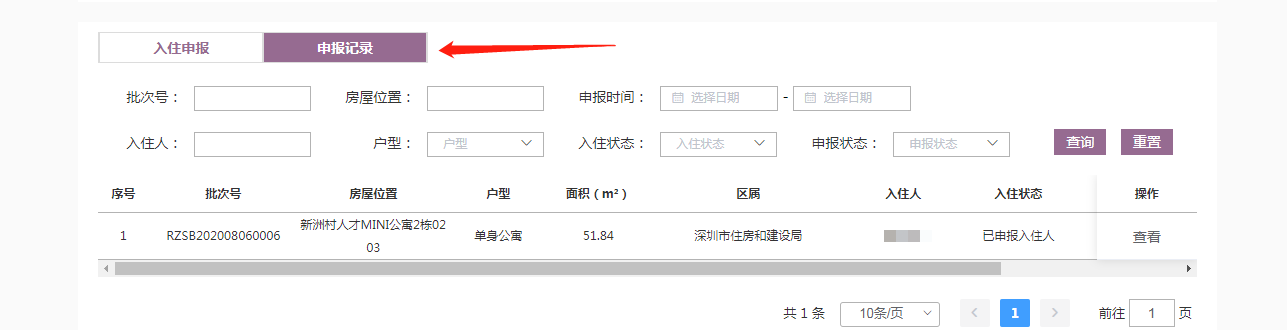 入住申报 申报记录
批次号： 房屋位置： 申报时间： 选择日期 - 选择日期
入住人： 户型： 户型 入住状态： 入住状态 申报状态： 申报状态 查询 重置
序号 批次号 房屋位置 户型 面积（m²） 区属 入住人 入住状态 操作
1 RZSB202008060006 新洲村人才MINI公寓2栋02 单身公寓 51.84 深圳市住房和建设局 已申报入住人 查看
03
共 1 条 10条/页 < 1 > 前往 1 页